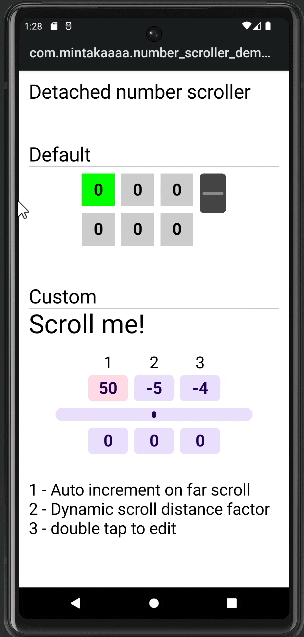 1:28
com.mintakaaaa.number_scroller_dem...
Detached number scroller
Default
0 0 0
0 0 0
Custom
Scroll me!
1 2 3
50 -5 -4
0 0 0
1 - Auto increment on far scroll
2 - Dynamic scroll distance factor
3 - double tap to edit